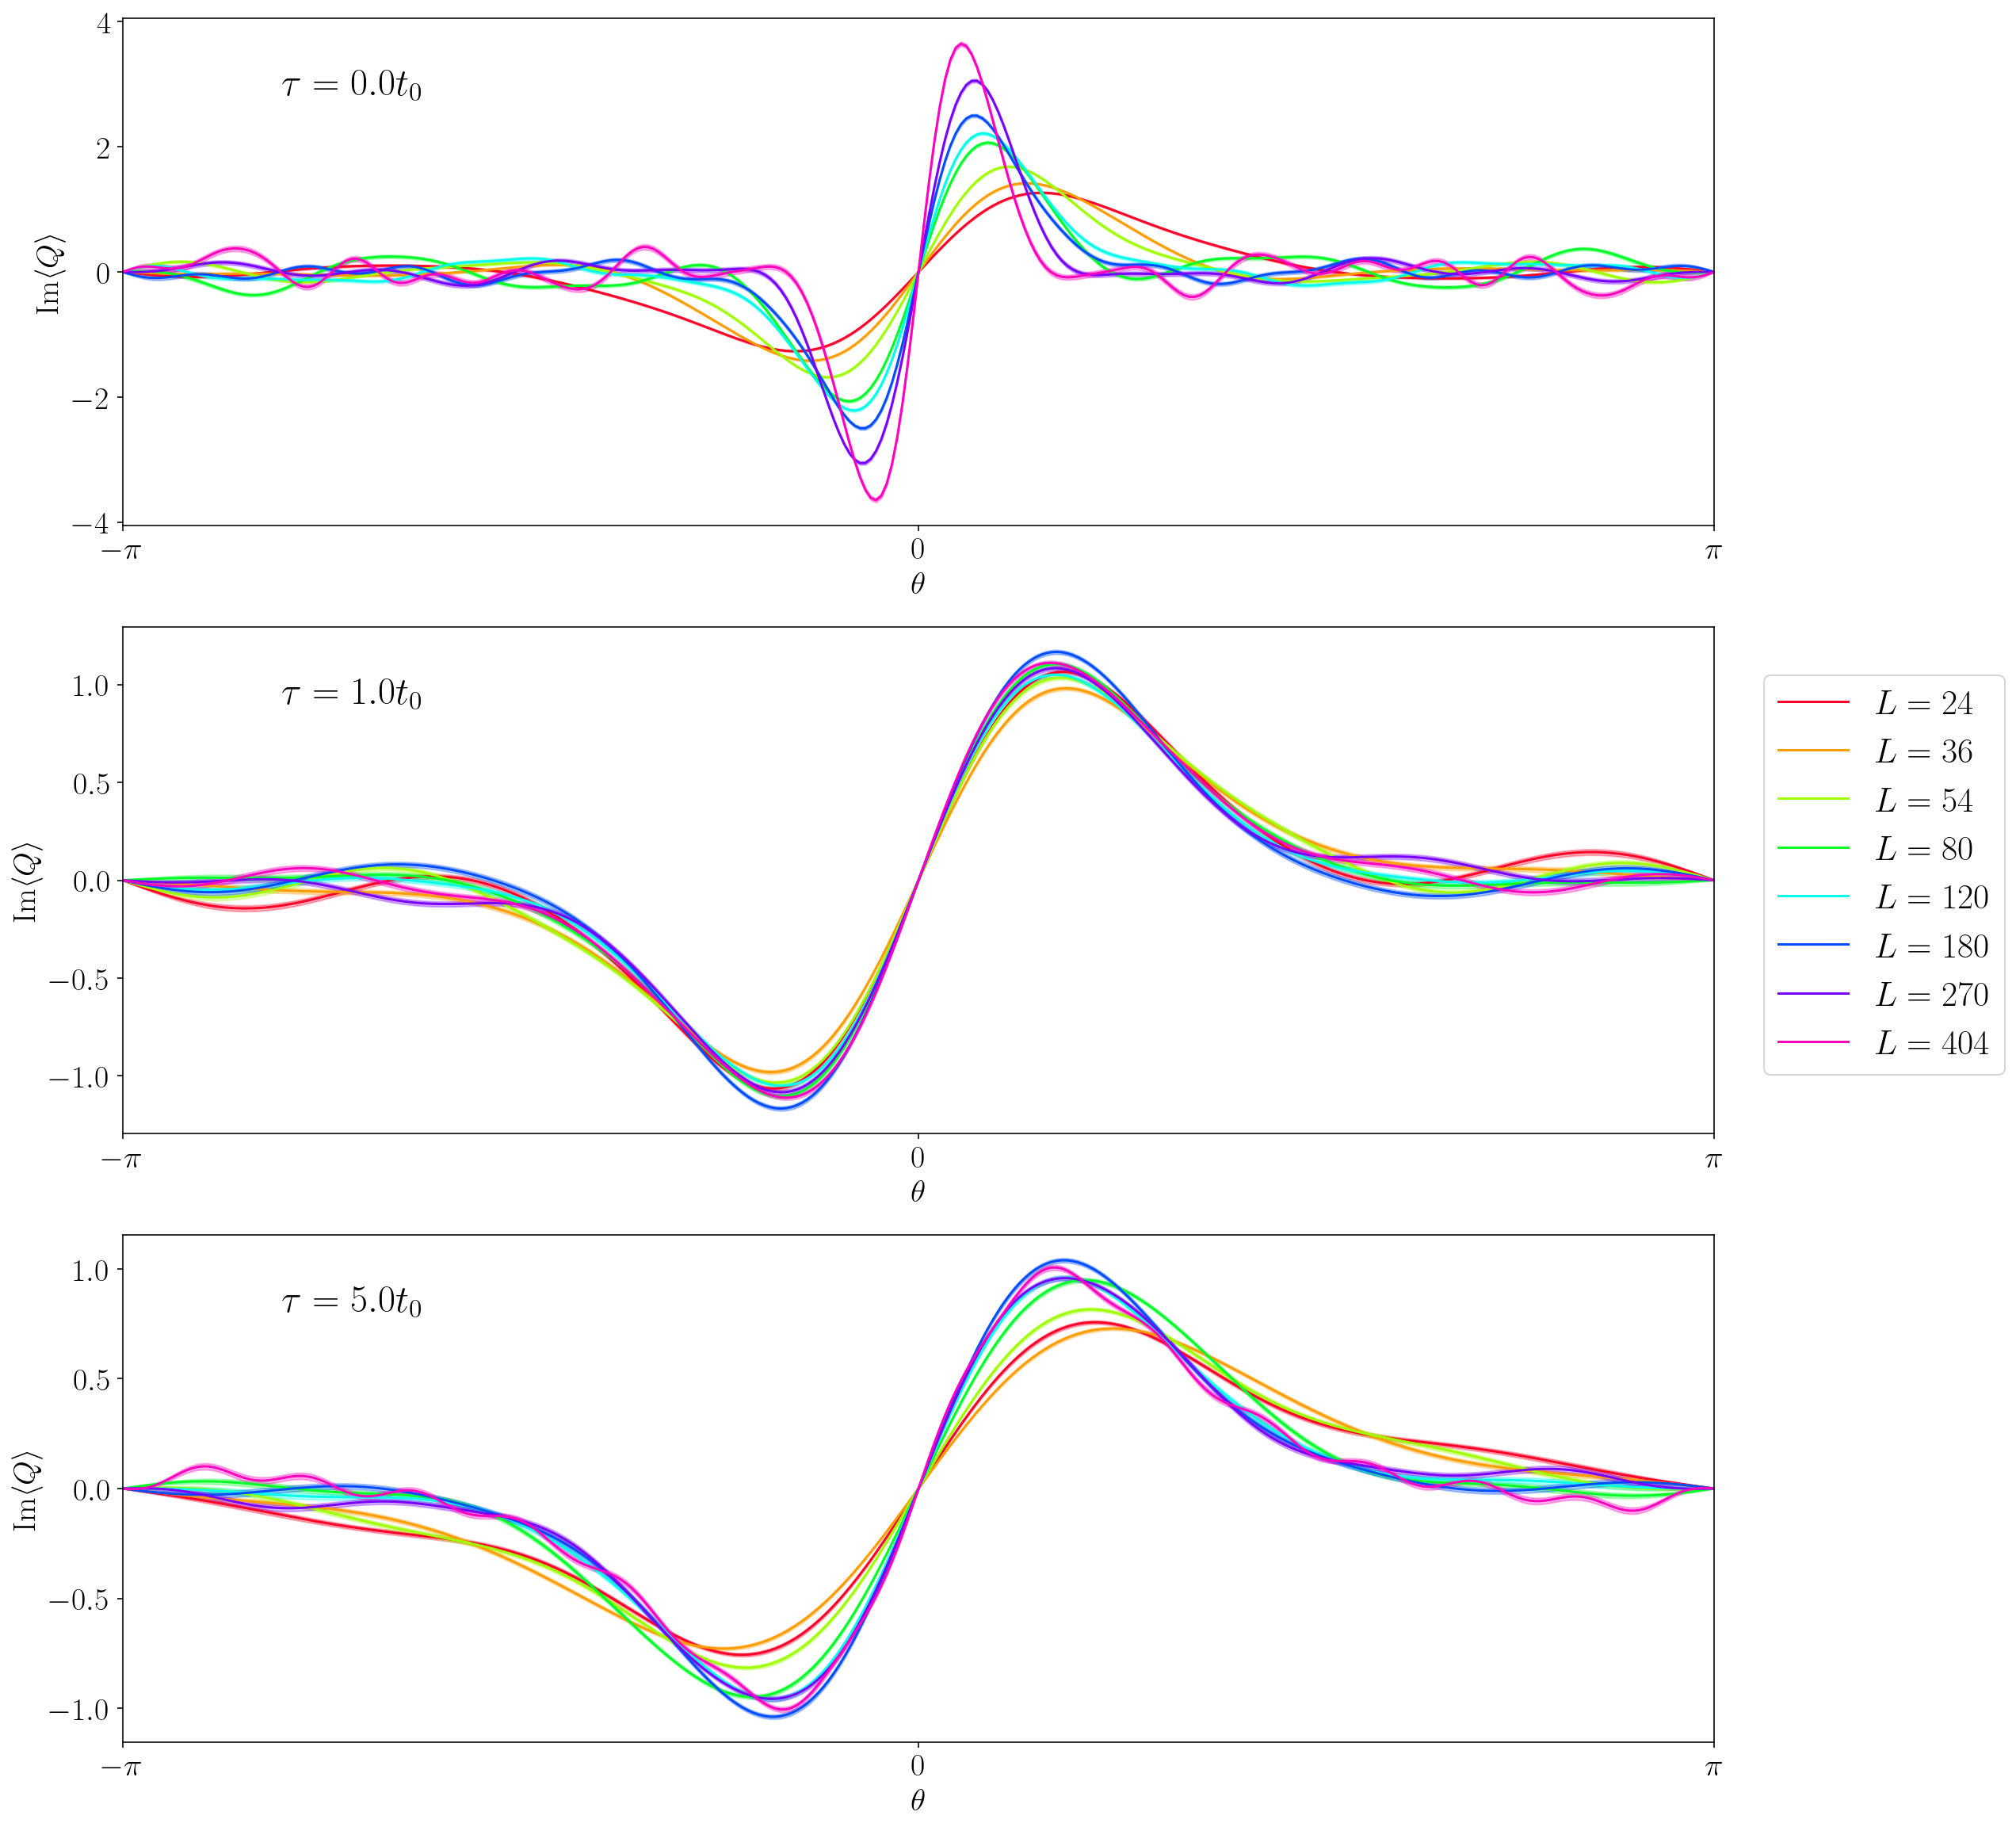 4
2
0
−2
−4
Im⟨Q⟩
τ = 0.0t₀
−π 0 π
θ
1.0
0.5
0.0
−0.5
−1.0
Im⟨Q⟩
τ = 1.0t₀
−π 0 π
θ
L = 24
L = 36
L = 54
L = 80
L = 120
L = 180
L = 270
L = 404
1.0
0.5
0.0
−0.5
−1.0
Im⟨Q⟩
τ = 5.0t₀
−π 0 π
θ